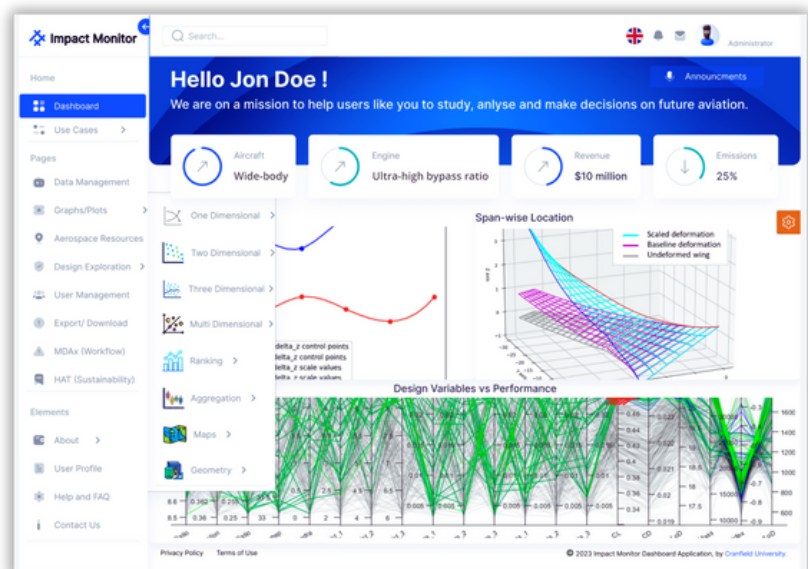 Impact Monitor
Search...
Administrator
Home
Dashboard
Use Cases
Pages
Data Management
Graphs/Plots
Aerospace Resources
Design Exploration
User Management
Export/ Download
MDAx (Workflow)
HAT (Sustainability)
Elements
About
User Profile
Help and FAQ
Contact Us
Hello Jon Doe !
Announcments
We are on a mission to help users like you to study, anlyse and make decisions on future aviation.
Aircraft
Wide-body
Engine
Ultra-high bypass ratio
Revenue
$10 million
Emissions
25%
One Dimensional
Two Dimensional
Three Dimensional
Multi Dimensional
Ranking
Aggregation
Maps
Geometry
delta_z control points
delta_z control points
delta_z scale values
delta_z scale values
Span-wise Location
Scaled deformation
Baseline deformation
Undeformed wing
Design Variables vs Performance
CL
CD
Privacy Policy Terms of Use
© 2023 Impact Monitor Dashboard Application, by Cranfield University.